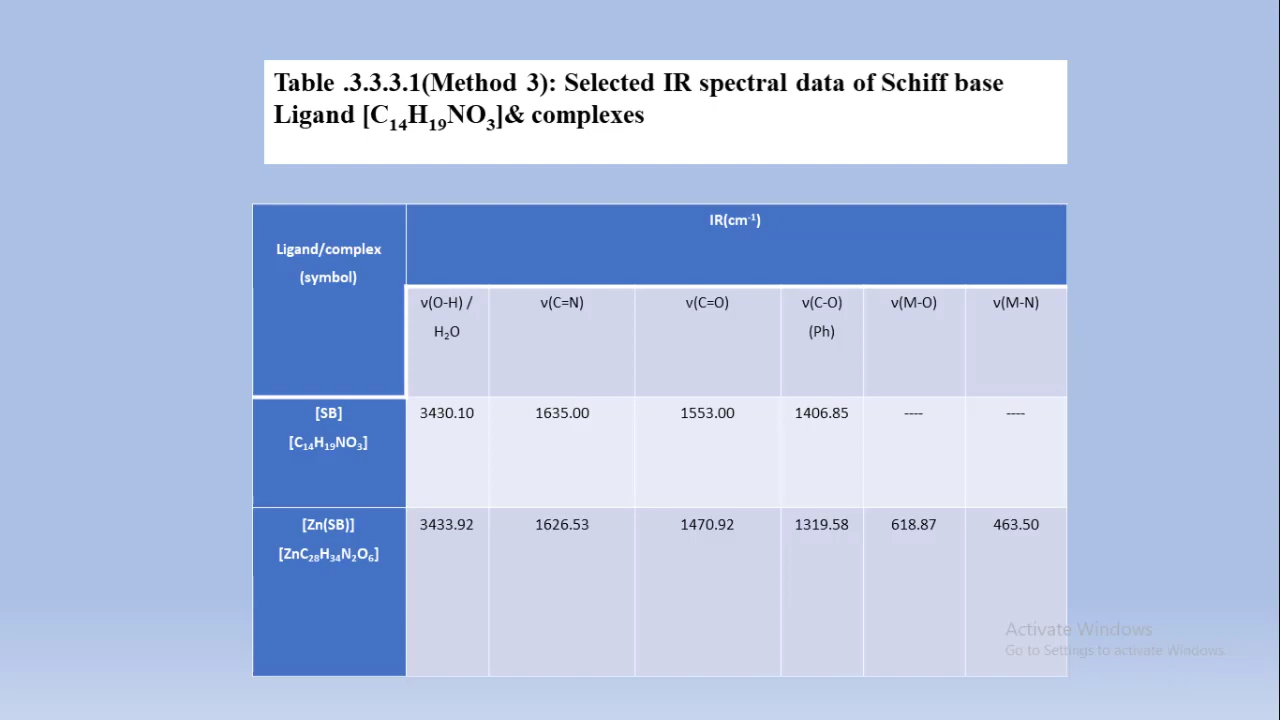 Table .3.3.3.1(Method 3): Selected IR spectral data of Schiff base
Ligand [C₁₄H₁₉NO₃]& complexes
Ligand/complex
(symbol)
IR(cm⁻¹)
ν(O-H) /
H₂O
ν(C=N)
ν(C=O)
ν(C-O)
(Ph)
ν(M-O)
ν(M-N)
[SB]
[C₁₄H₁₉NO₃]
3430.10
1635.00
1553.00
1406.85
----
----
[Zn(SB)]
[ZnC₂₈H₃₄N₂O₆]
3433.92
1626.53
1470.92
1319.58
618.87
463.50
Activate Windows
Go to Settings to activate Windows.